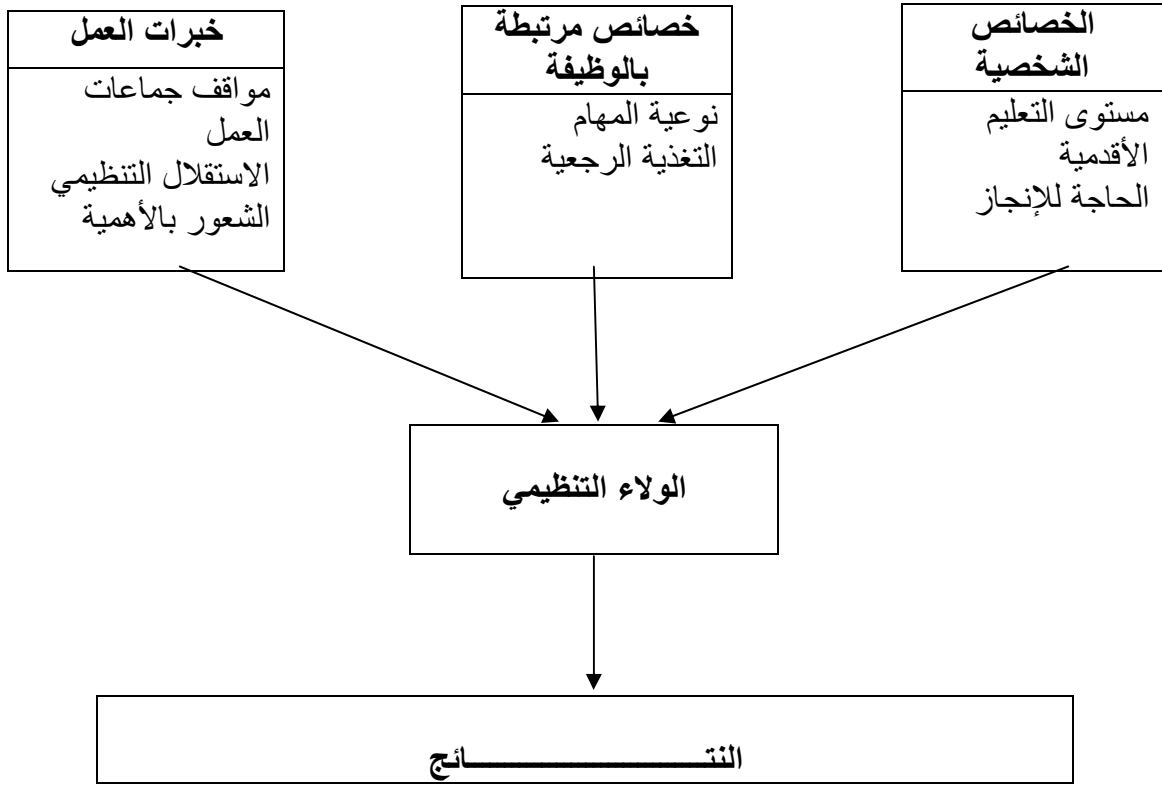 الخصائص
الشخصية
مستوى التعليم
الأقدمية
الحاجة للإنجاز
خصائص مرتبطة
بالوظيفة
نوعية المهام
التغذية الرجعية
خبرات العمل
مواقف جماعات
العمل
الاستقلال التنظيمي
الشعور بالأهمية
الولاء التنظيمي
النتـــــــــــــــائج